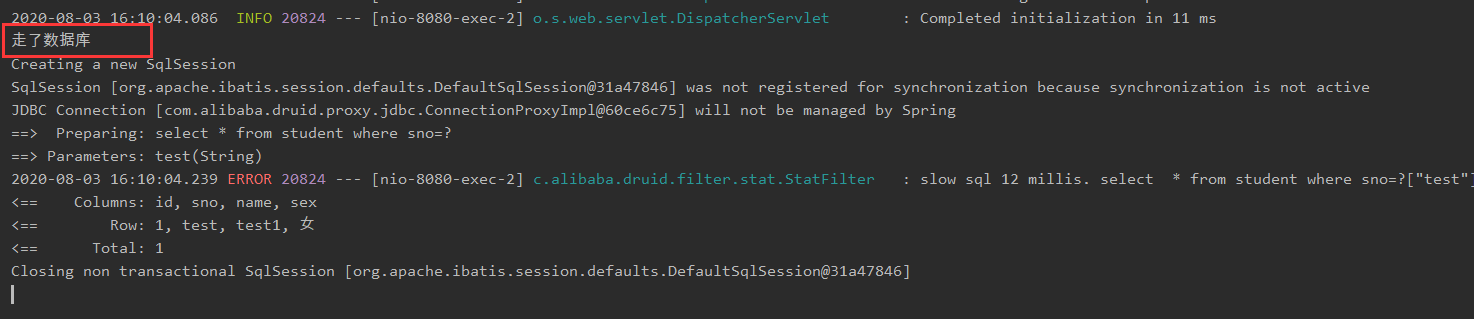 2020-08-03 16:10:04.086  INFO 20824 --- [nio-8080-exec-2] o.s.web.servlet.DispatcherServlet        : Completed initialization in 11 ms
走了数据库
Creating a new SqlSession
SqlSession [org.apache.ibatis.session.defaults.DefaultSqlSession@31a47846] was not registered for synchronization because synchronization is not active
JDBC Connection [com.alibaba.druid.proxy.jdbc.ConnectionProxyImpl@60ce6c75] will not be managed by Spring
==>  Preparing: select * from student where sno=?
==> Parameters: test(String)
2020-08-03 16:10:04.239 ERROR 20824 --- [nio-8080-exec-2] c.alibaba.druid.filter.stat.StatFilter   : slow sql 12 millis. select  * from student where sno=?["test"]
<==    Columns: id, sno, name, sex
<==        Row: 1, test, test1, 女
<==      Total: 1
Closing non transactional SqlSession [org.apache.ibatis.session.defaults.DefaultSqlSession@31a47846]